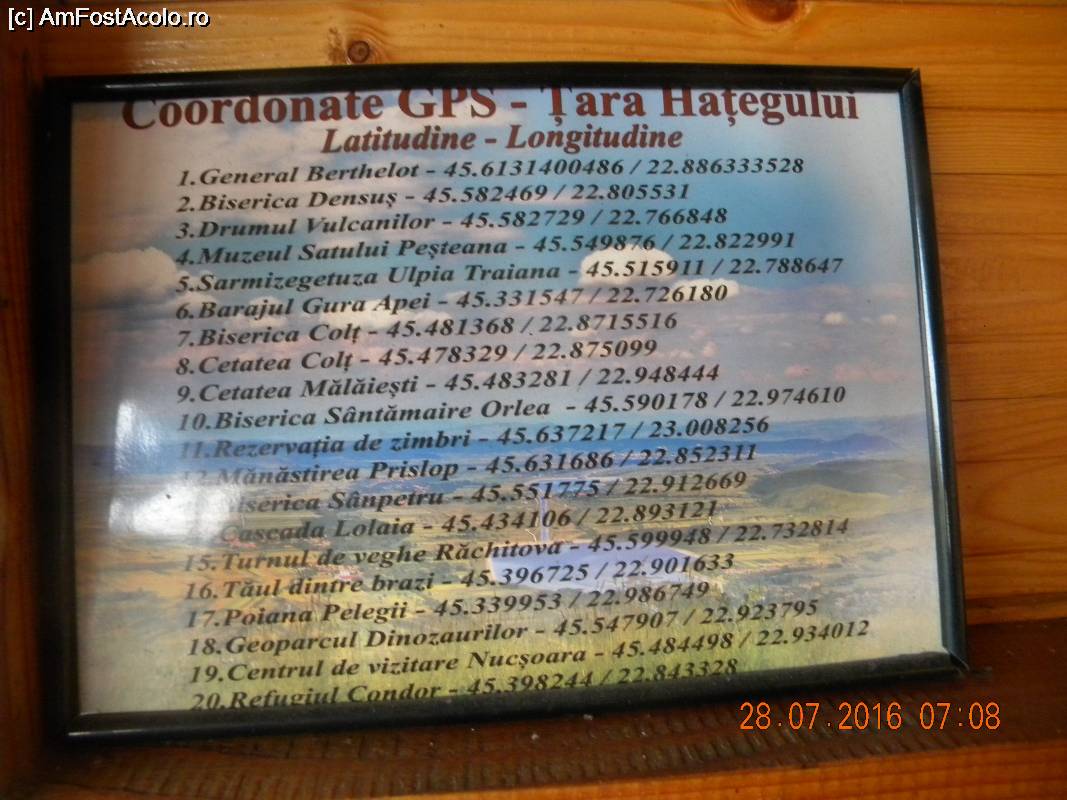 [c] AmFostAcolo.ro
Coordonate GPS - Țara Hațegului
Latitudine - Longitudine
1.General Berthelot - 45.6131400486 / 22.886333528
2.Biserica Densuș - 45.582469 / 22.805531
3.Drumul Vulcanilor - 45.582729 / 22.766848
4.Muzeul Satului Peșteana - 45.549876 / 22.822991
5.Sarmizegetuza Ulpia Traiana - 45.515911 / 22.788647
6.Barajul Gura Apei - 45.331547 / 22.726180
7.Biserica Colț - 45.481368 / 22.8715516
8.Cetatea Colț - 45.478329 / 22.875099
9.Cetatea Mălăiești - 45.483281 / 22.948444
10.Biserica Sântămaire Orlea - 45.590178 / 22.974610
11.Rezervația de zimbri - 45.637217 / 23.008256
12.Mănăstirea Prislop - 45.631686 / 22.852311
Biserica Sânpetru - 45.551775 / 22.912669
Cascada Lolaia - 45.434106 / 22.893121
15.Turnul de veghe Răchitova - 45.599948 / 22.732814
16.Tăul dintre brazi - 45.396725 / 22.901633
17.Poiana Pelegii - 45.339953 / 22.986749
18.Geoparcul Dinozaurilor - 45.547907 / 22.923795
19.Centrul de vizitare Nucșoara - 45.484498 / 22.934012
20.Refugiul Condor - 45.398244 / 22.843328
28.07.2016 07:08